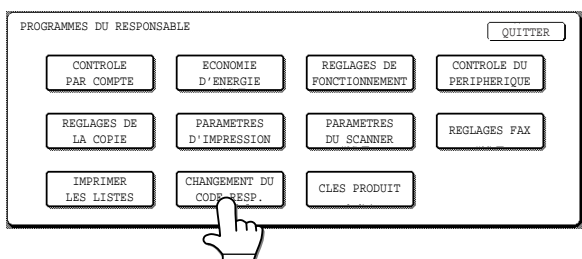 PROGRAMMES DU RESPONSABLE
QUITTER
CONTROLE
PAR COMPTE
ECONOMIE
D'ENERGIE
REGLAGES DE
FONCTIONNEMENT
CONTROLE DU
PERIPHERIQUE
REGLAGES DE
LA COPIE
PARAMETRES
D'IMPRESSION
PARAMETRES
DU SCANNER
REGLAGES FAX
IMPRIMER
LES LISTES
CHANGEMENT DU
CODE RESP.
CLES PRODUIT